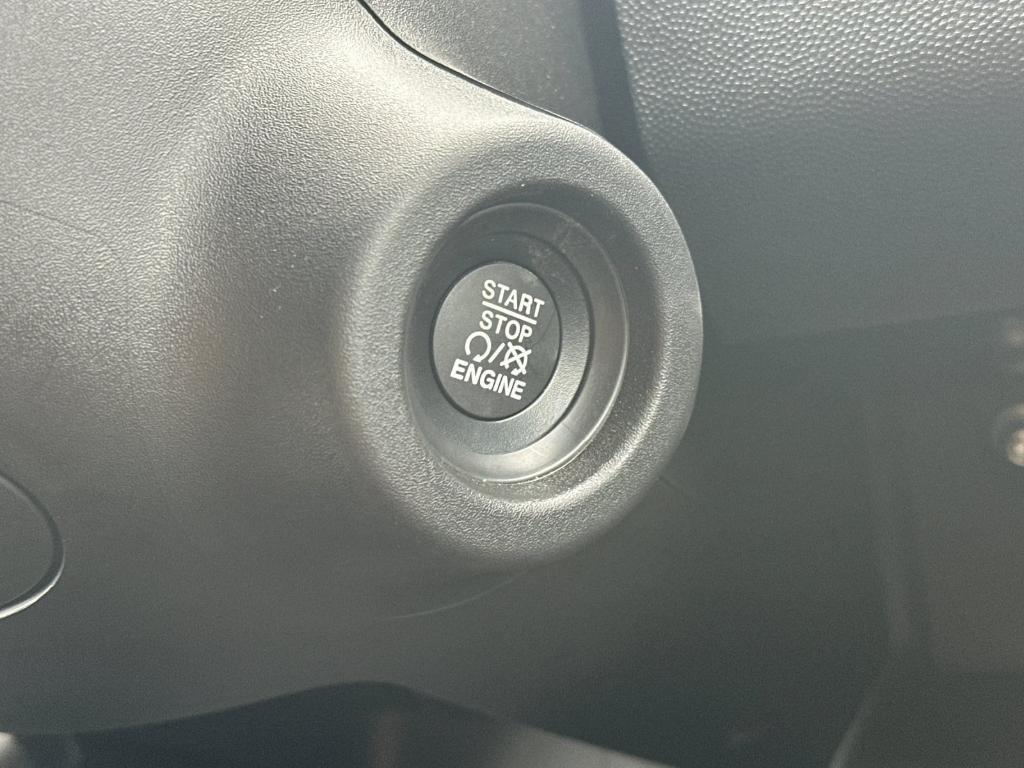 START
STOP
/
ENGINE